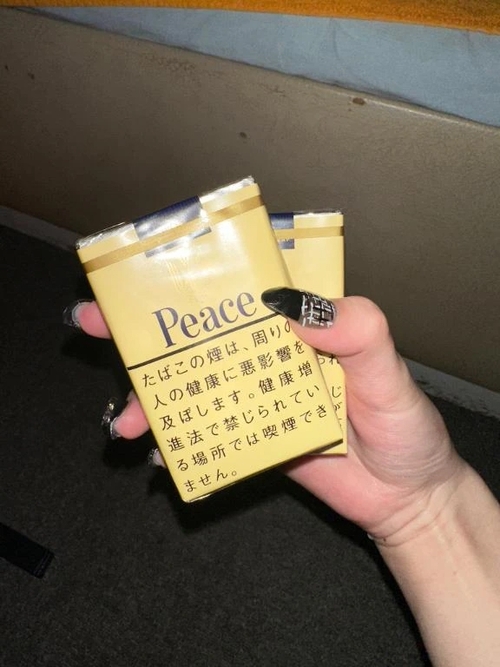 Peace
たばこの煙は、周りの
人の健康に悪影響を
及ぼします。健康増
進法で禁じられてい
る場所では喫煙でき
ません。